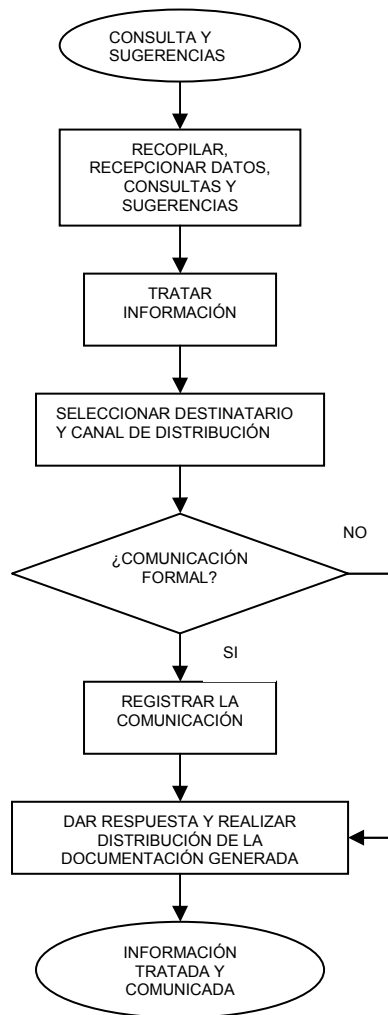 CONSULTA Y
SUGERENCIAS
RECOPILAR,
RECEPCIONAR DATOS,
CONSULTAS Y
SUGERENCIAS
TRATAR
INFORMACIÓN
SELECCIONAR DESTINATARIO
Y CANAL DE DISTRIBUCIÓN
¿COMUNICACIÓN
FORMAL?
NO
SI
REGISTRAR LA
COMUNICACIÓN
DAR RESPUESTA Y REALIZAR
DISTRIBUCIÓN DE LA
DOCUMENTACIÓN GENERADA
INFORMACIÓN
TRATADA Y
COMUNICADA